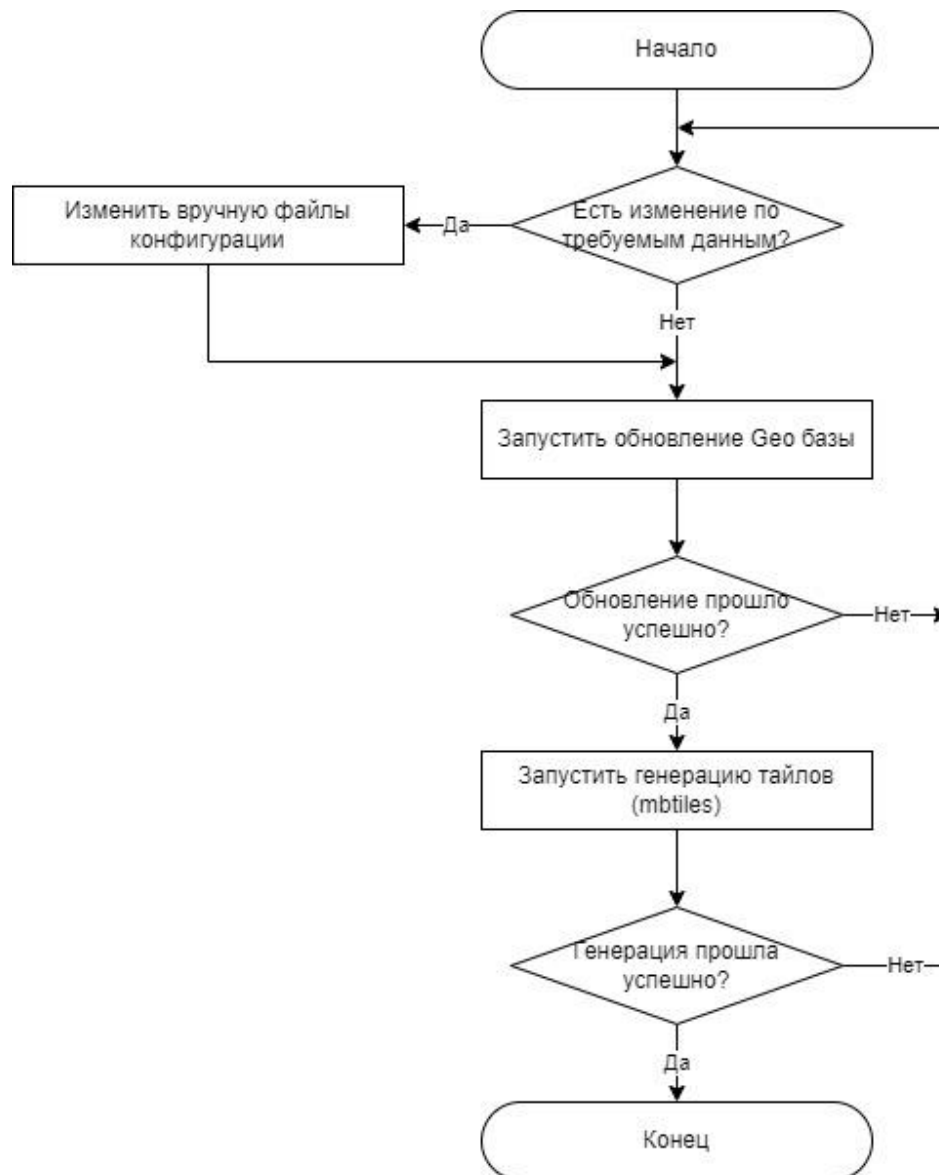 Начало
Есть изменение по
требуемым данным?
Да
Изменить вручную файлы
конфигурации
Нет
Запустить обновление Geo базы
Обновление прошло
успешно?
Нет
Да
Запустить генерацию тайлов
(mbtiles)
Генерация прошла
успешно?
Нет
Да
Конец